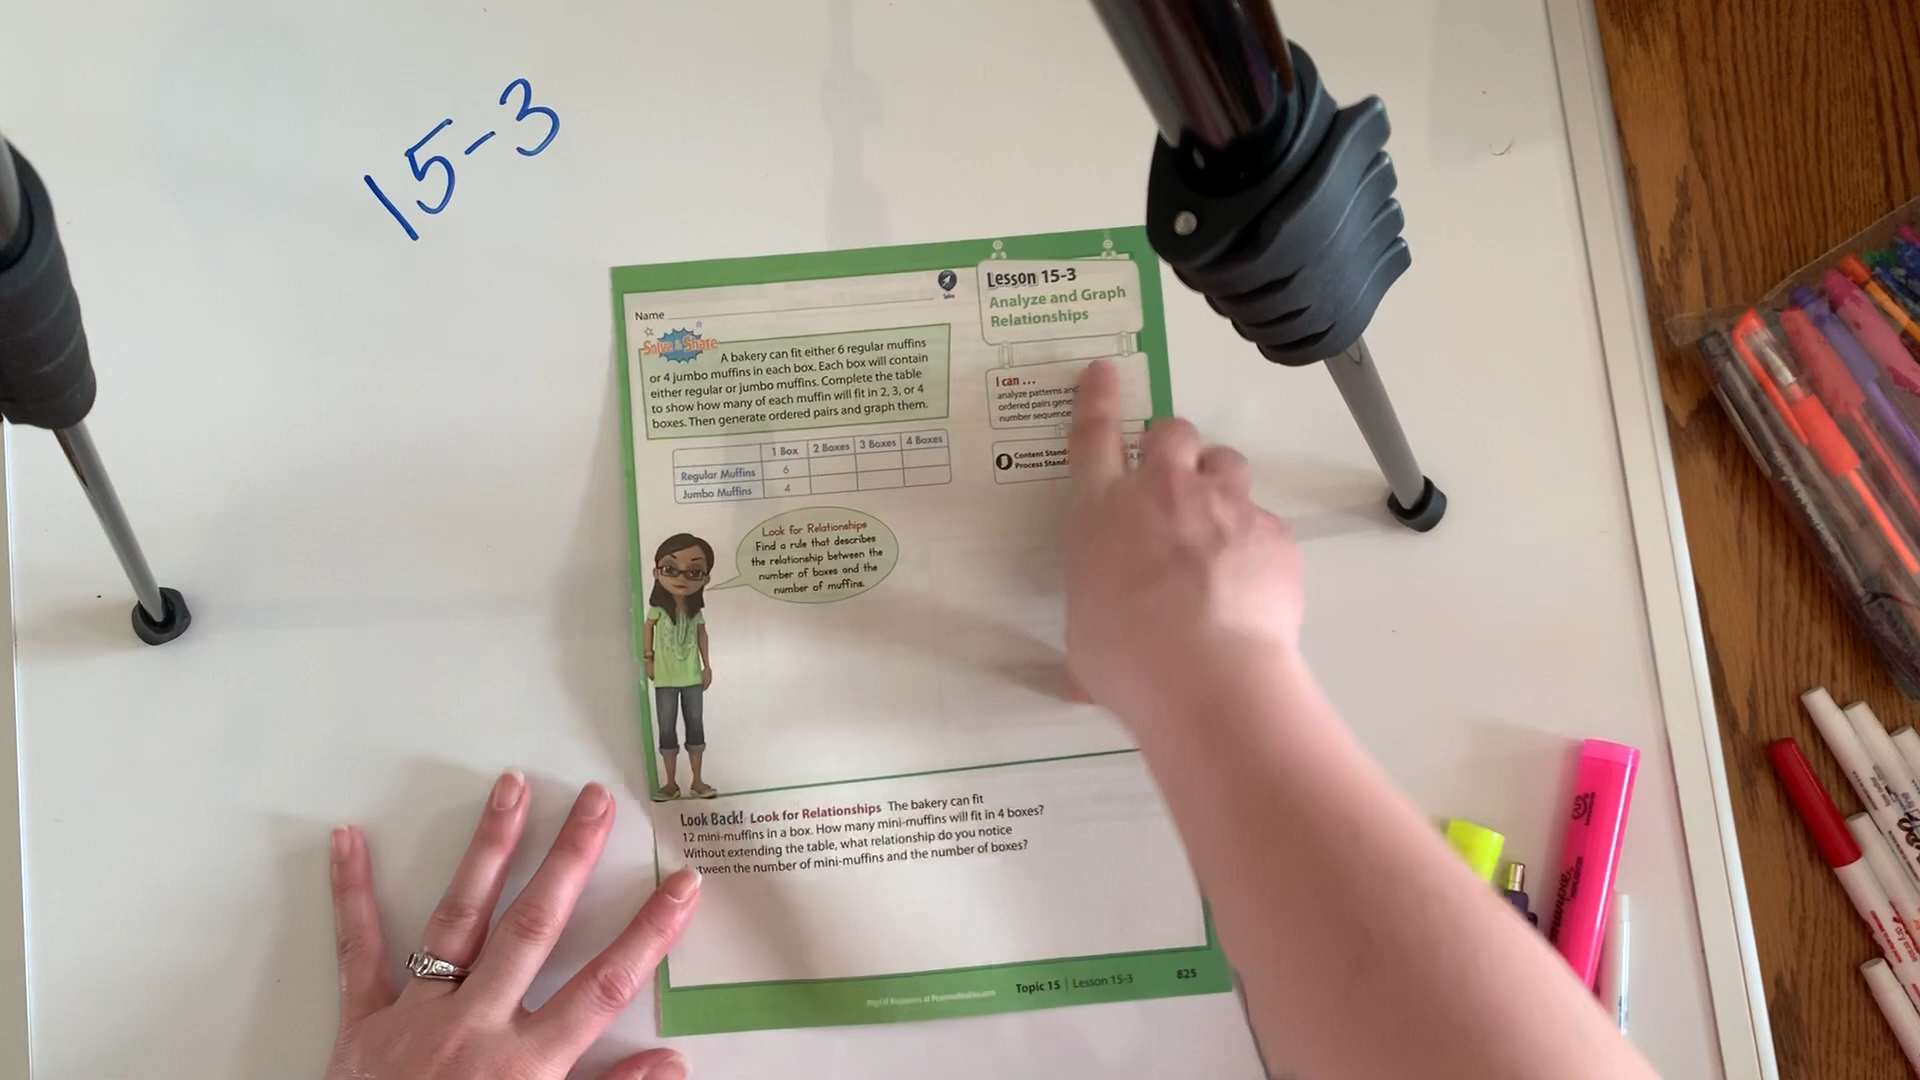 15-3
Lesson 15-3
Analyze and Graph
Relationships
Name
Solve
Solve & Share
A bakery can fit either 6 regular muffins
or 4 jumbo muffins in each box. Each box will contain
either regular or jumbo muffins. Complete the table
to show how many of each muffin will fit in 2, 3, or 4
boxes. Then generate ordered pairs and graph them.
I can ...
analyze patterns and
ordered pairs
number
Content
Process
1 Box 2 Boxes 3 Boxes 4 Boxes
Regular Muffins 6
Jumbo Muffins 4
Look for Relationships
Find a rule that describes
the relationship between the
number of boxes and the
number of muffins.
Look Back! Look for Relationships The bakery can fit
12 mini-muffins in a box. How many mini-muffins will fit in 4 boxes?
Without extending the table, what relationship do you notice
the number of mini-muffins and the number of boxes?
Topic 15 | Lesson 15-3 825